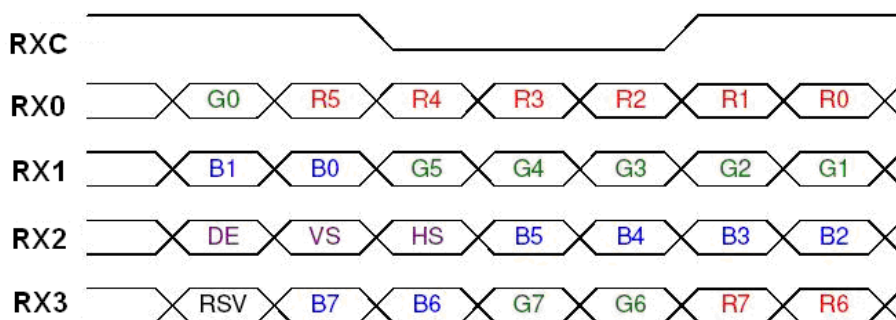 RXC
RX0 G0 R5 R4 R3 R2 R1 R0
RX1 B1 B0 G5 G4 G3 G2 G1
RX2 DE VS HS B5 B4 B3 B2
RX3 RSV B7 B6 G7 G6 R7 R6